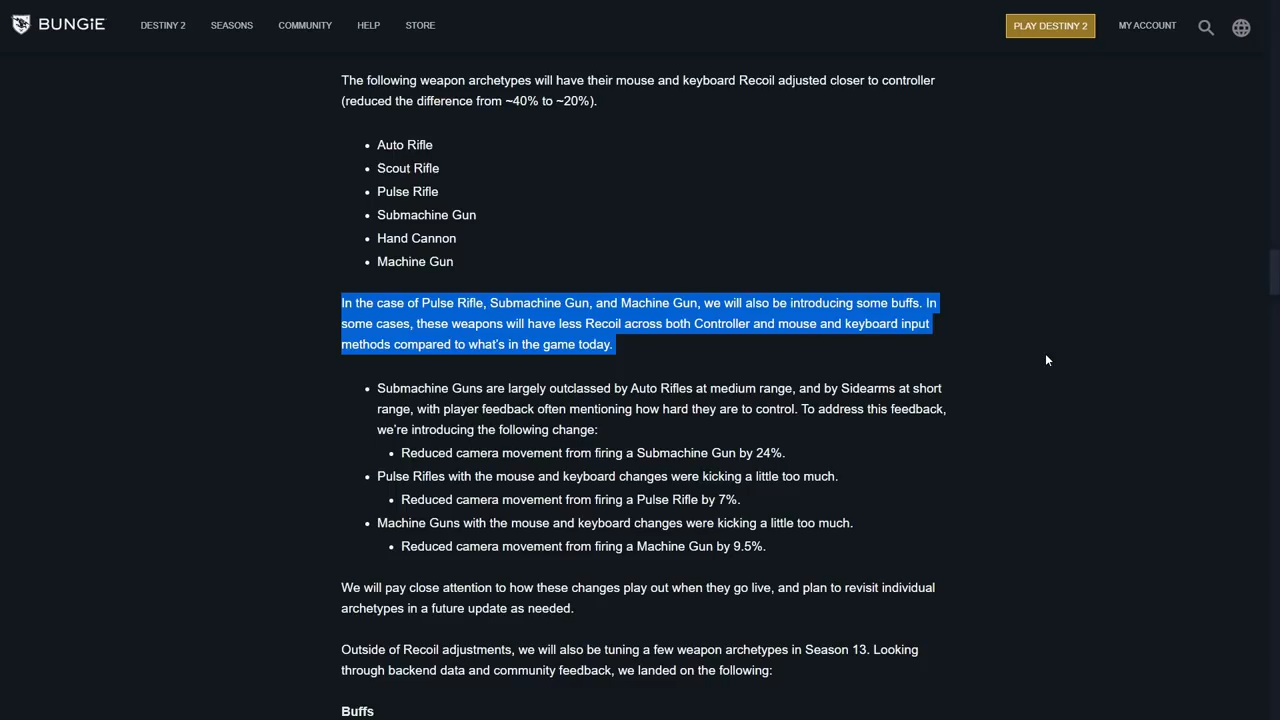 BUNGIE DESTINY 2 SEASONS COMMUNITY HELP STORE PLAY DESTINY 2 MY ACCOUNT
The following weapon archetypes will have their mouse and keyboard Recoil adjusted closer to controller
(reduced the difference from ~40% to ~20%).
• Auto Rifle
• Scout Rifle
• Pulse Rifle
• Submachine Gun
• Hand Cannon
• Machine Gun
In the case of Pulse Rifle, Submachine Gun, and Machine Gun, we will also be introducing some buffs. In
some cases, these weapons will have less Recoil across both Controller and mouse and keyboard input
methods compared to what's in the game today.
• Submachine Guns are largely outclassed by Auto Rifles at medium range, and by Sidearms at short
range, with player feedback often mentioning how hard they are to control. To address this feedback,
we're introducing the following change:
• Reduced camera movement from firing a Submachine Gun by 24%.
• Pulse Rifles with the mouse and keyboard changes were kicking a little too much.
• Reduced camera movement from firing a Pulse Rifle by 7%.
• Machine Guns with the mouse and keyboard changes were kicking a little too much.
• Reduced camera movement from firing a Machine Gun by 9.5%.
We will pay close attention to how these changes play out when they go live, and plan to revisit individual
archetypes in a future update as needed.
Outside of Recoil adjustments, we will also be tuning a few weapon archetypes in Season 13. Looking
through backend data and community feedback, we landed on the following:
Buffs